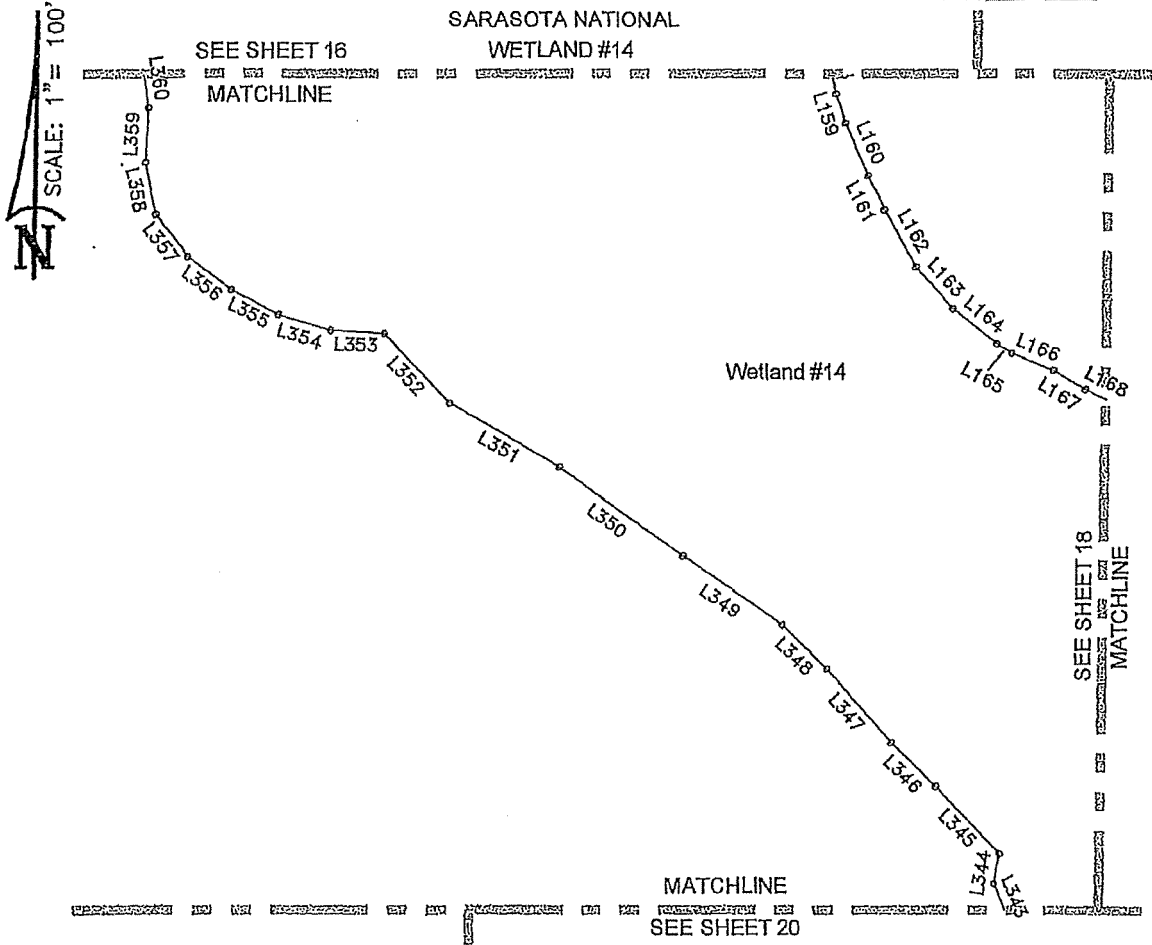 SARASOTA NATIONAL
WETLAND #14
SEE SHEET 16
MATCHLINE
SCALE: 1" = 100'
N
L360
L359
L358
L357
L356
L355
L354
L353
L352
L351
L350
L349
L348
L347
L346
L345
L344
L343
L159
L160
L161
L162
L163
L164
L165
L166
L167
L168
Wetland #14
SEE SHEET 18
MATCHLINE
MATCHLINE
SEE SHEET 20